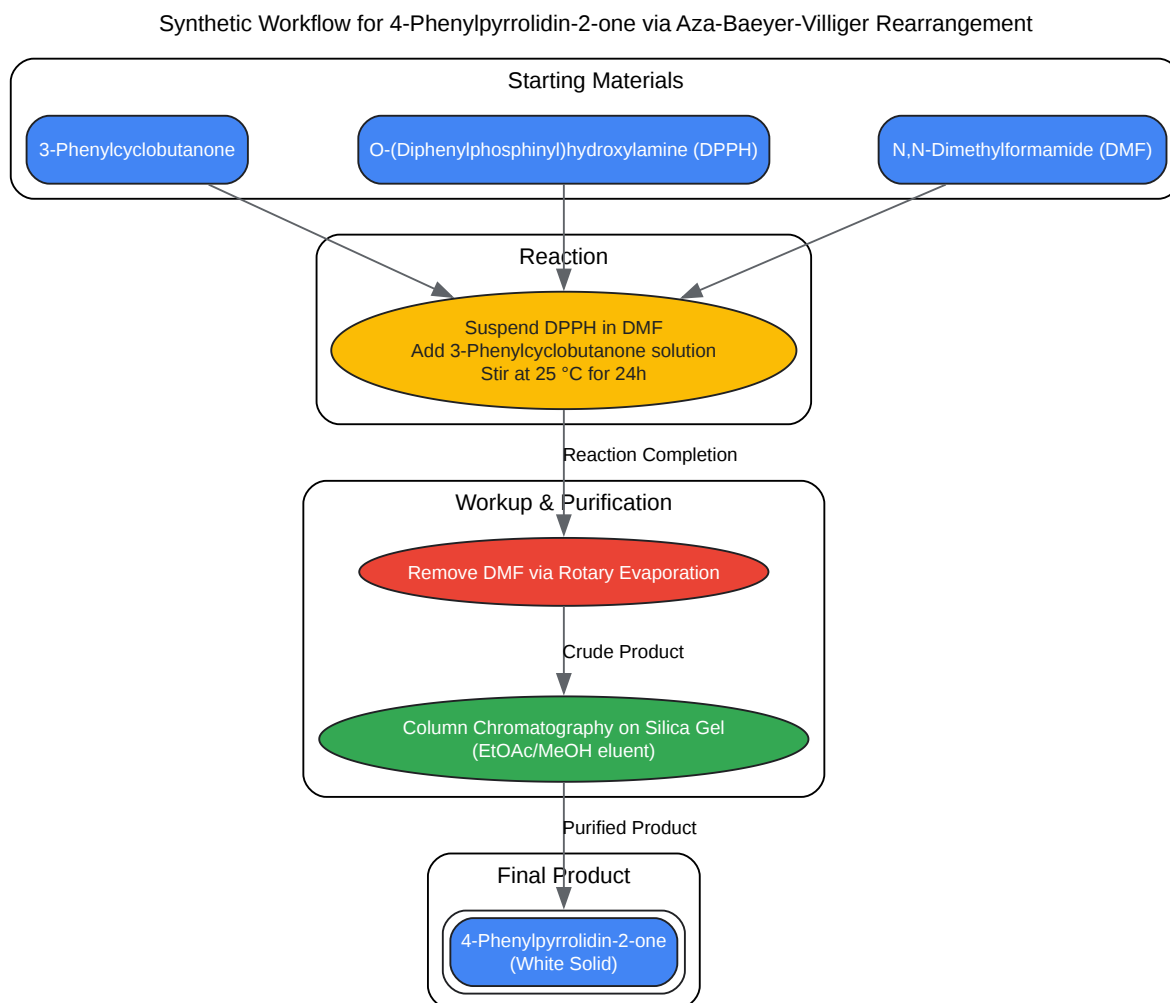 Synthetic Workflow for 4-Phenylpyrrolidin-2-one via Aza-Baeyer-Villiger Rearrangement
Starting Materials
3-Phenylcyclobutanone
O-(Diphenylphosphinyl)hydroxylamine (DPPH)
N,N-Dimethylformamide (DMF)
Reaction
Suspend DPPH in DMF
Add 3-Phenylcyclobutanone solution
Stir at 25 °C for 24h
Reaction Completion
Workup & Purification
Remove DMF via Rotary Evaporation
Crude Product
Column Chromatography on Silica Gel
(EtOAc/MeOH eluent)
Purified Product
Final Product
4-Phenylpyrrolidin-2-one
(White Solid)